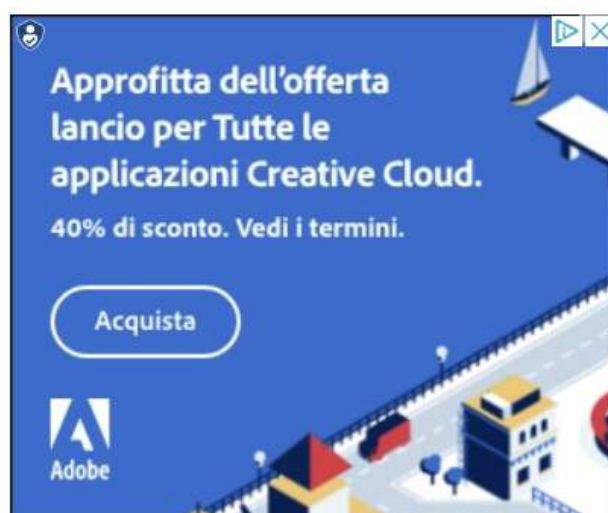 Approfitta dell'offerta
lancio per Tutte le
applicazioni Creative Cloud.
40% di sconto. Vedi i termini.
Acquista
Adobe